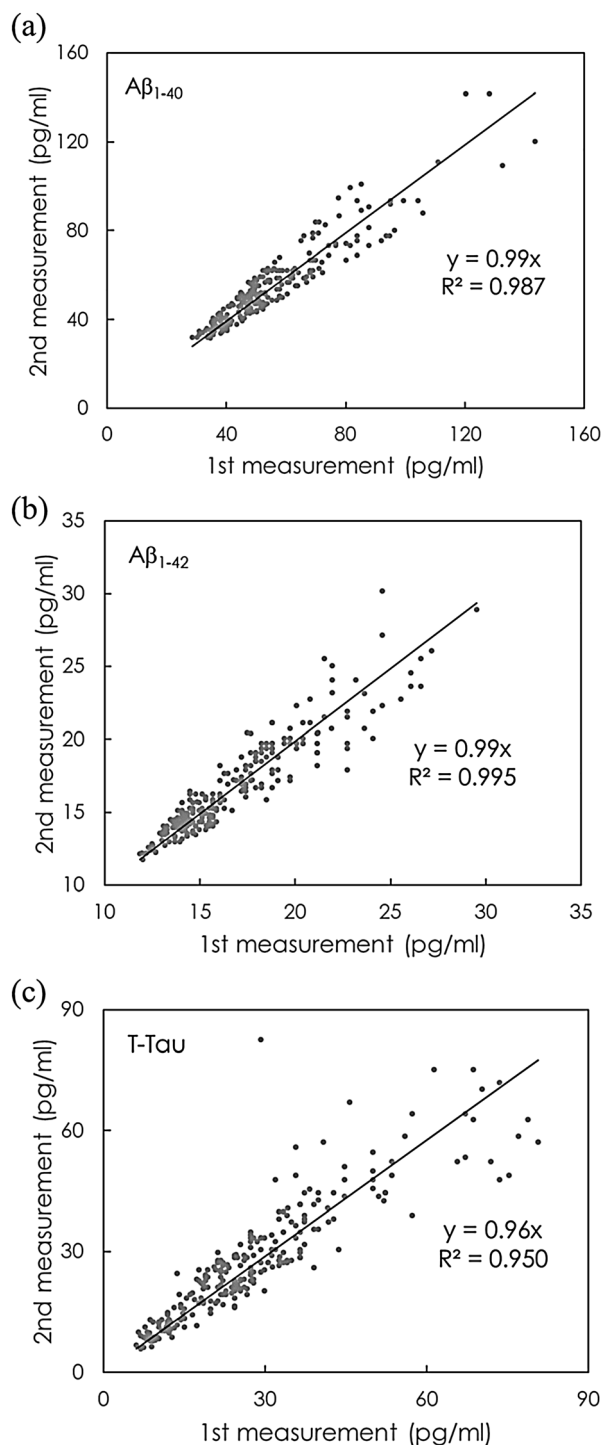 (a)
160
Aβ1-40
120
80
40
0
y = 0.99x
R² = 0.987
2nd measurement (pg/ml)
0 40 80 120 160
1st measurement (pg/ml)
(b)
35
Aβ1-42
30
25
20
15
10
y = 0.99x
R² = 0.995
2nd measurement (pg/ml)
10 15 20 25 30 35
1st measurement (pg/ml)
(c)
90
T-Tau
60
30
0
y = 0.96x
R² = 0.950
2nd measurement (pg/ml)
0 30 60 90
1st measurement (pg/ml)